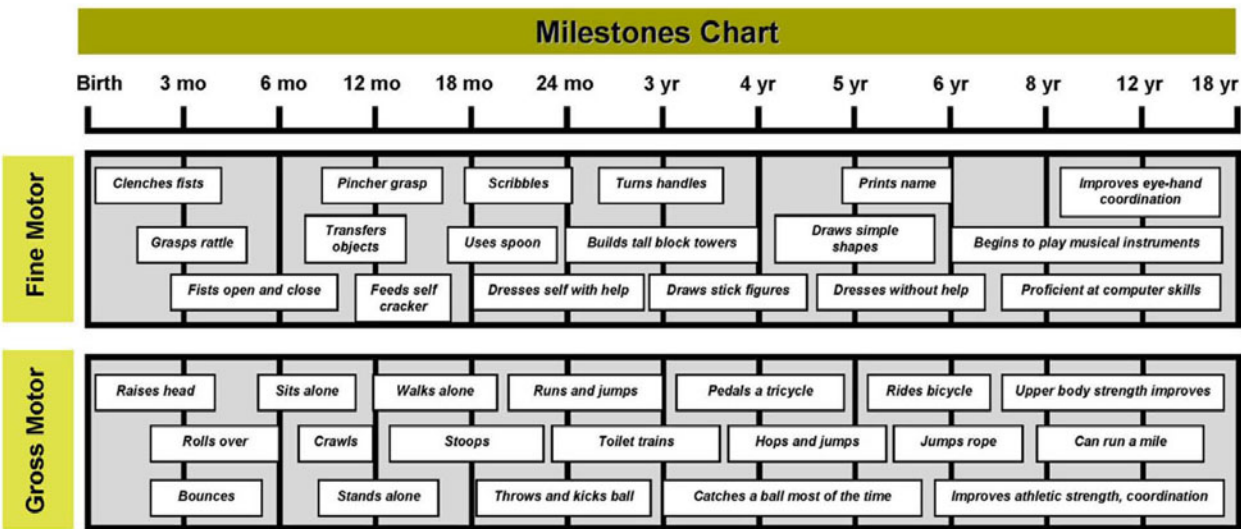 Milestones Chart
Birth 3 mo 6 mo 12 mo 18 mo 24 mo 3 yr 4 yr 5 yr 6 yr 8 yr 12 yr 18 yr
Fine Motor
Clenches fists Pincher grasp Scribbles Turns handles Prints name Improves eye-hand
coordination
Grasps rattle Transfers
objects Uses spoon Builds tall block towers Draws simple
shapes Begins to play musical instruments
Fists open and close Feeds self
cracker Dresses self with help Draws stick figures Dresses without help Proficient at computer skills
Gross Motor
Raises head Sits alone Walks alone Runs and jumps Pedals a tricycle Rides bicycle Upper body strength improves
Rolls over Crawls Stoops Toilet trains Hops and jumps Jumps rope Can run a mile
Bounces Stands alone Throws and kicks ball Catches a ball most of the time Improves athletic strength, coordination